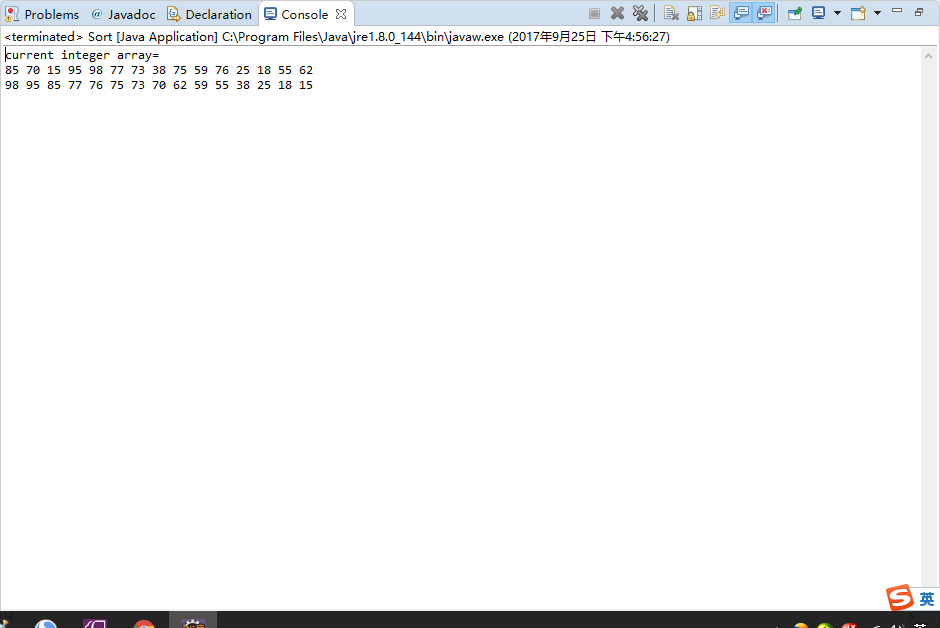 Problems @ Javadoc Declaration Console
<terminated> Sort [Java Application] C:\Program Files\Java\jre1.8.0_144\bin\javaw.exe (2017年9月25日 下午4:56:27)
current integer array=
85 70 15 95 98 77 73 38 75 59 76 25 18 55 62
98 95 85 77 76 75 73 70 62 59 55 38 25 18 15
S 英